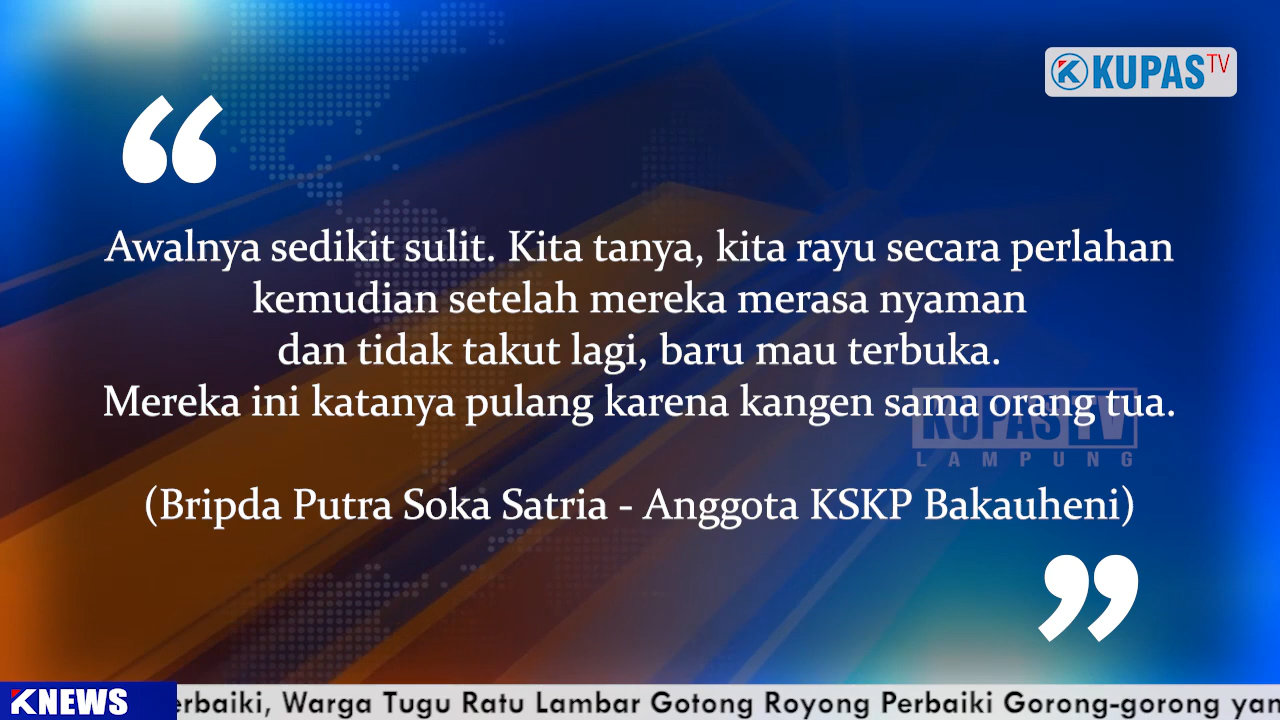 KUPAS TV
“
Awalnya sedikit sulit. Kita tanya, kita rayu secara perlahan
kemudian setelah mereka merasa nyaman
dan tidak takut lagi, baru mau terbuka.
Mereka ini katanya pulang karena kangen sama orang tua.
KUPAS TV
LAMPUNG
(Bripda Putra Soka Satria - Anggota KSKP Bakauheni)
”
KNEWS
erbaiki, Warga Tugu Ratu Lambar Gotong Royong Perbaiki Gorong-gorong yan